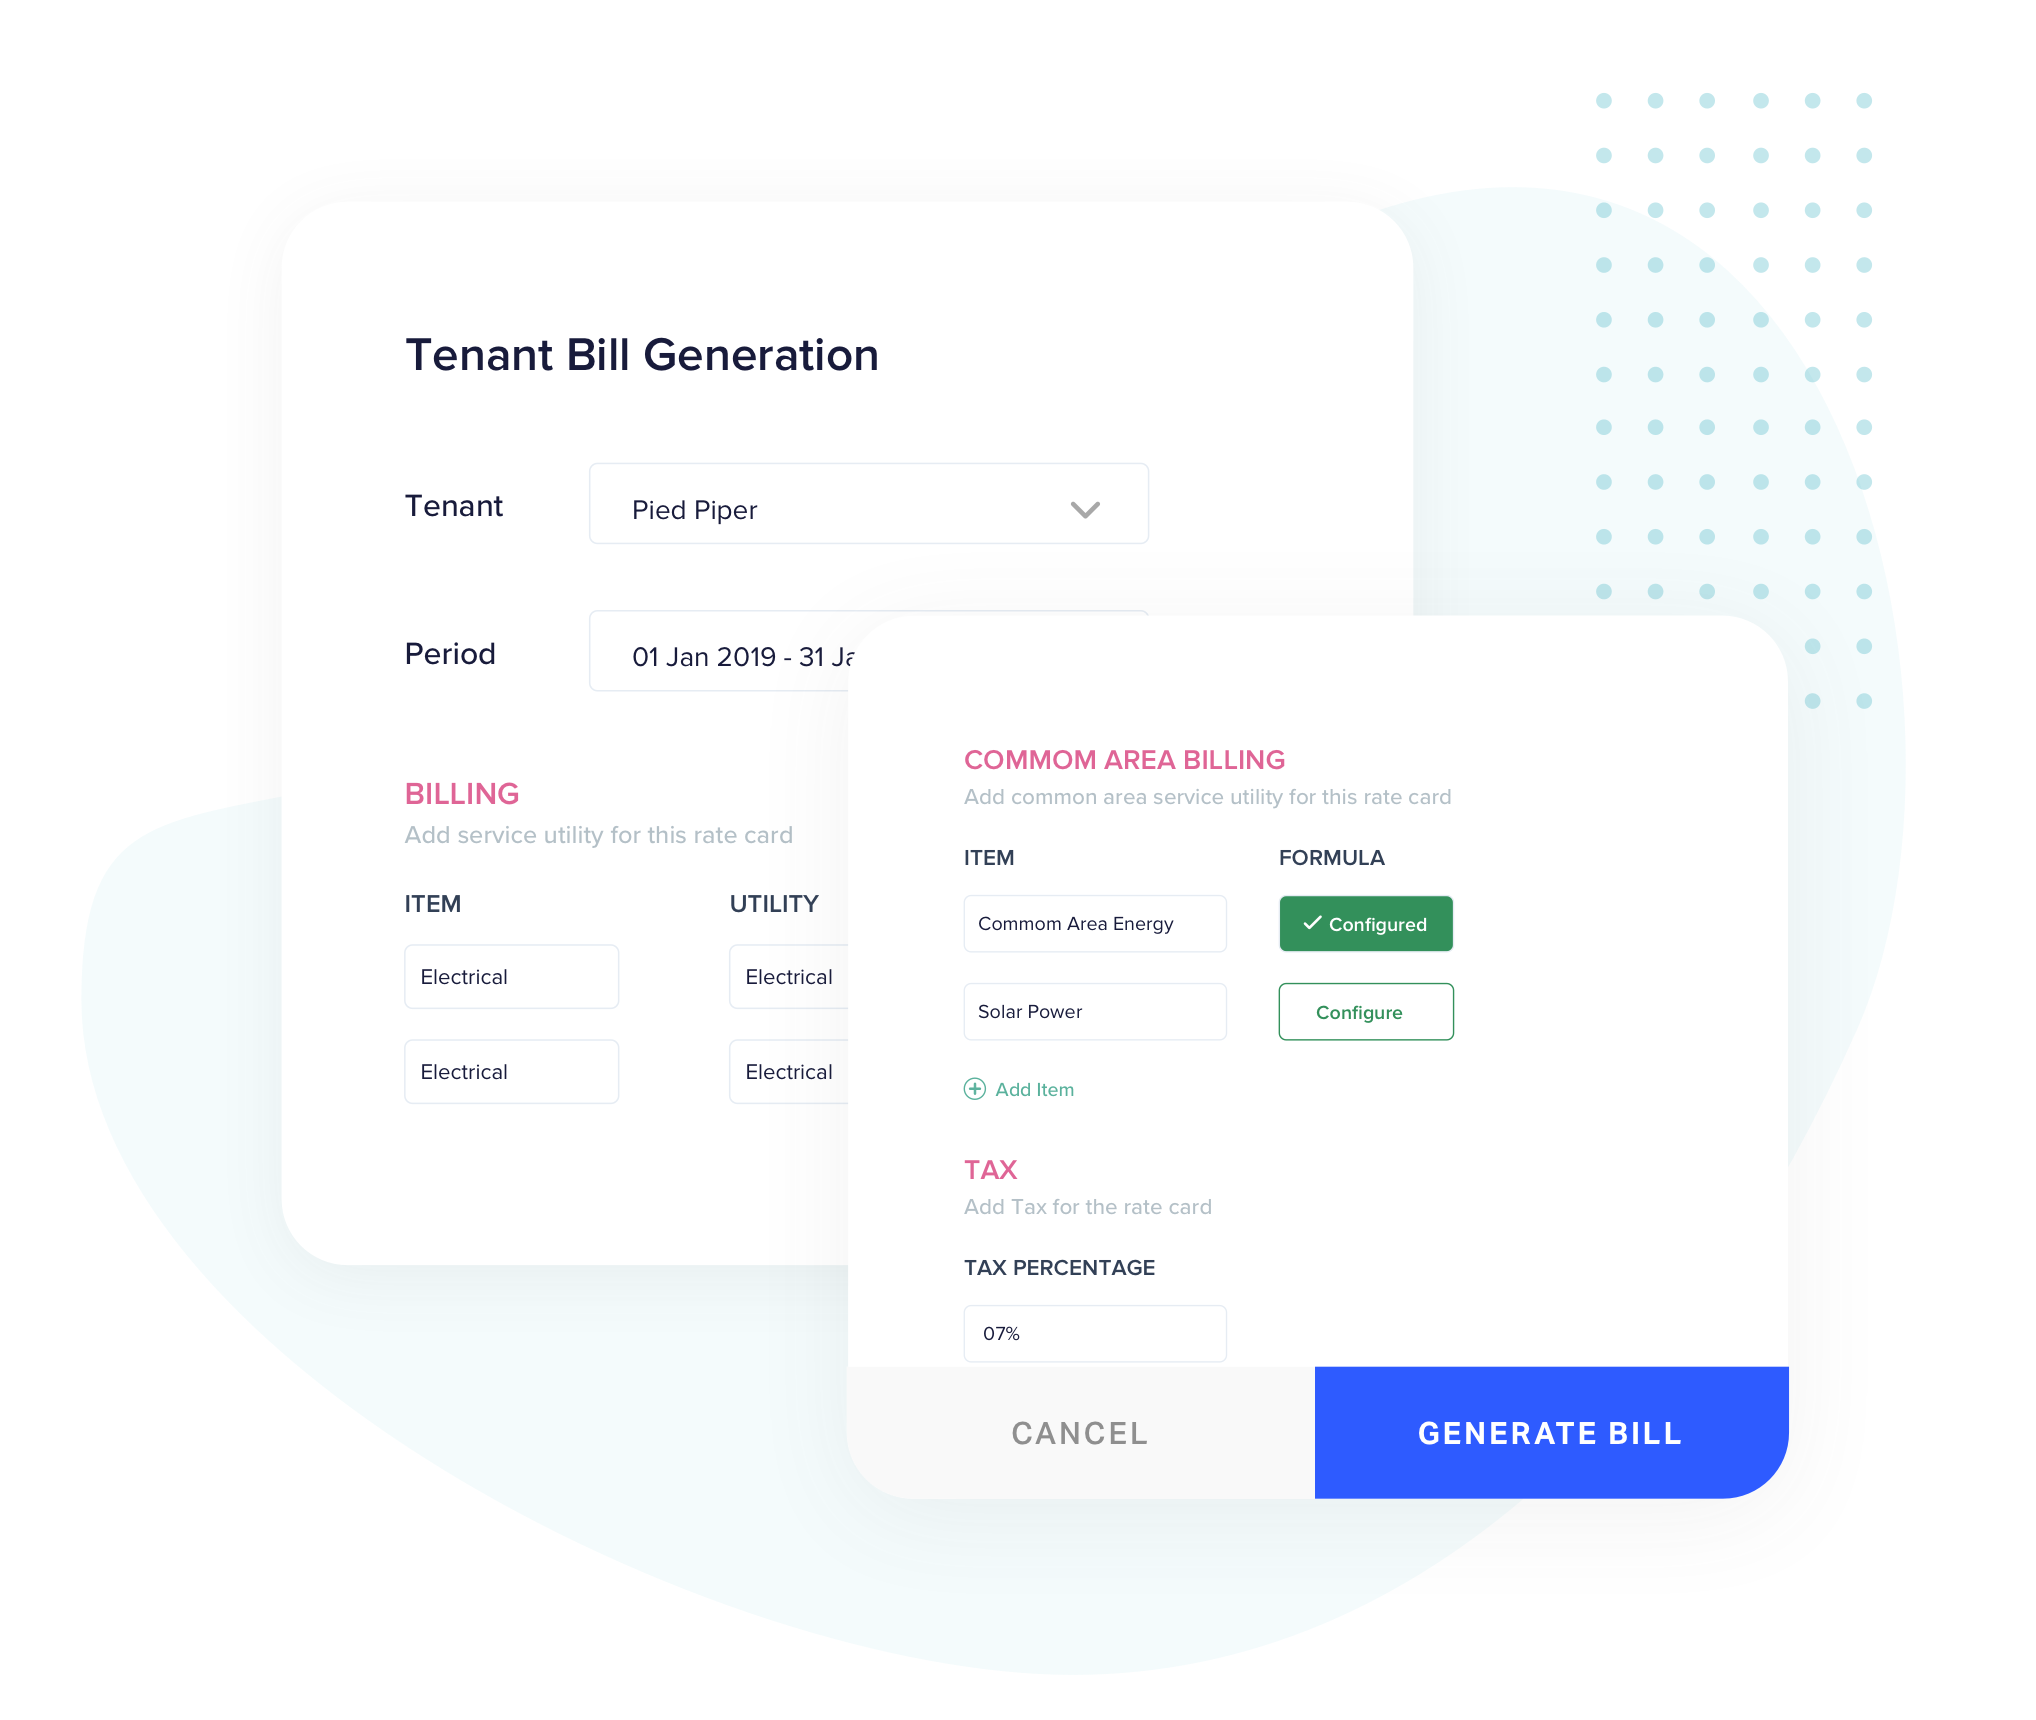 Tenant Bill Generation
Tenant
Pied Piper
Period
01 Jan 2019 - 31
BILLING
Add service utility for this rate card
ITEM UTILITY
Electrical Electrical
Electrical Electrical
COMMOM AREA BILLING
Add common area service utility for this rate card
ITEM FORMULA
Commom Area Energy Configured
Solar Power Configure
Add Item
TAX
Add Tax for the rate card
TAX PERCENTAGE
07%
CANCEL GENERATE BILL